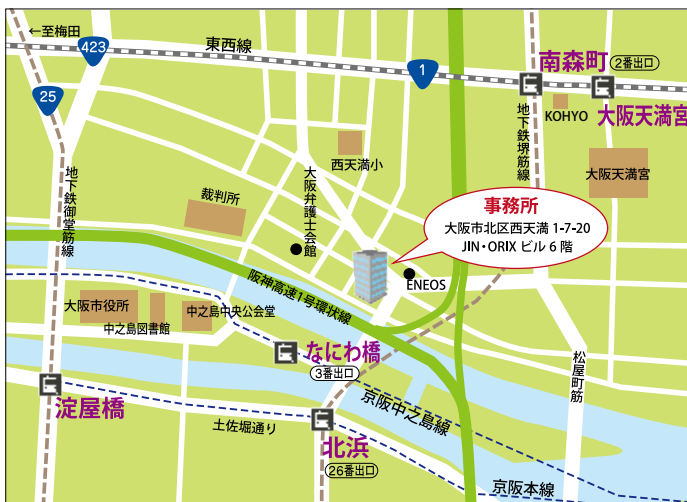 ←至梅田
423
東西線
1
25
南森町
2番出口
KOHYO
大阪天満宮
地下鉄堺筋線
大阪天満宮
西天満小
大阪弁護士会館
裁判所
地下鉄御堂筋線
事務所
大阪市北区西天満 1-7-20
JIN・ORIX ビル 6 階
ENEOS
阪神高速1号環状線
大阪市役所
中之島図書館
中之島中央公会堂
なにわ橋
3番出口
松屋町筋
淀屋橋
京阪中之島線
土佐堀通り
北浜
26番出口
京阪本線